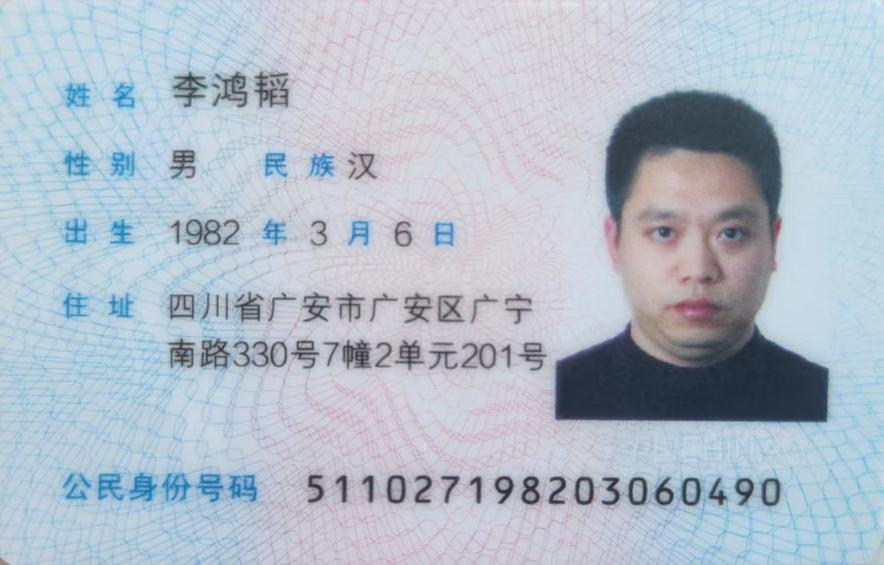 姓名 李鸿韬
性别 男 民族 汉
出生 1982 年 3 月 6 日
住址 四川省广安市广安区广宁
南路330号7幢2单元201号
公民身份号码 511027198203060490